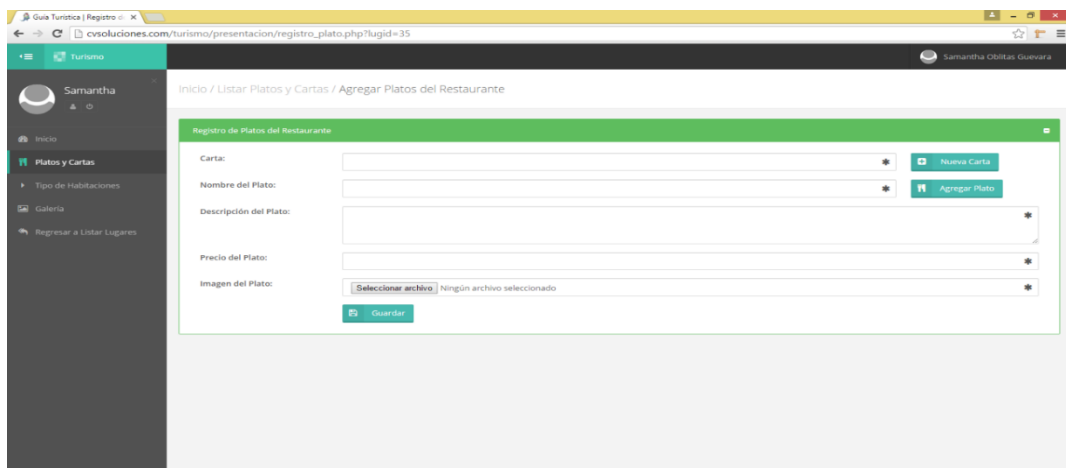 Guia Turistica | Registro d
cvsoluciones.com/turismo/presentacion/registro_plato.php?lugid=35
Turismo
Samantha Oblitas Guevara
Samantha
Inicio / Listar Platos y Cartas / Agregar Platos del Restaurante
Inicio
Platos y Cartas
Tipo de Habitaciones
Galería
Regresar a Listar Lugares
Registro de Platos del Restaurante
Carta:
Nueva Carta
Nombre del Plato:
Agregar Plato
Descripción del Plato:
Precio del Plato:
Imagen del Plato:
Seleccionar archivo Ningún archivo seleccionado
Guardar